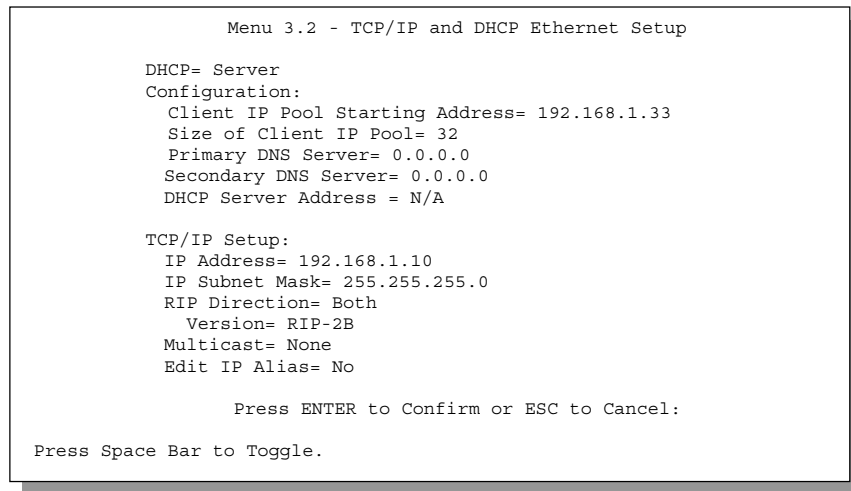 Menu 3.2 - TCP/IP and DHCP Ethernet Setup
DHCP= Server
Configuration:
Client IP Pool Starting Address= 192.168.1.33
Size of Client IP Pool= 32
Primary DNS Server= 0.0.0.0
Secondary DNS Server= 0.0.0.0
DHCP Server Address = N/A
TCP/IP Setup:
IP Address= 192.168.1.10
IP Subnet Mask= 255.255.255.0
RIP Direction= Both
Version= RIP-2B
Multicast= None
Edit IP Alias= No
Press ENTER to Confirm or ESC to Cancel:
Press Space Bar to Toggle.